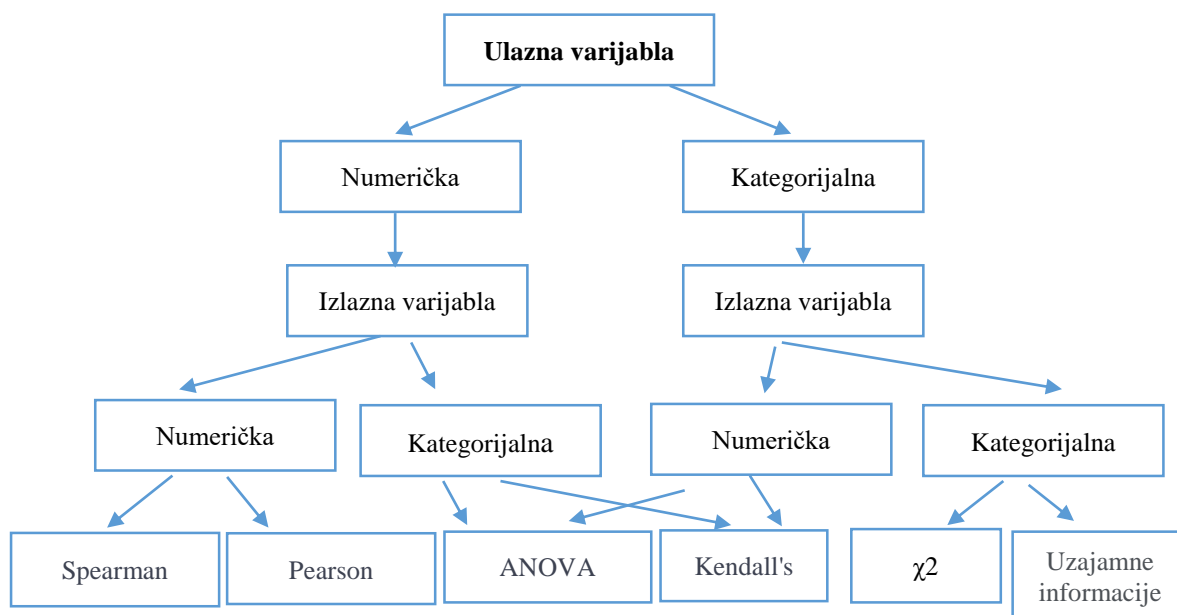 Ulazna varijabla
Numerička
Kategorijalna
Izlazna varijabla
Izlazna varijabla
Numerička
Kategorijalna
Numerička
Kategorijalna
Spearman
Pearson
ANOVA
Kendall's
χ2
Uzajamne
informacije